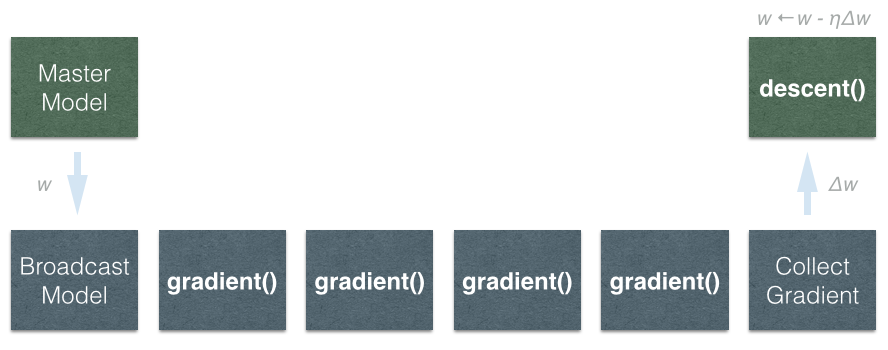 w ← w - ηΔw
Master
Model
descent()
w
Δw
Broadcast
Model
gradient()
gradient()
gradient()
gradient()
Collect
Gradient